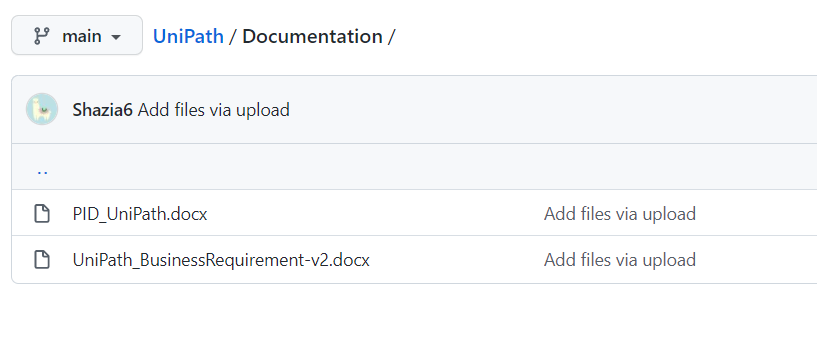 main UniPath / Documentation /
Shazia6 Add files via upload
..
PID_UniPath.docx Add files via upload
UniPath_BusinessRequirement-v2.docx Add files via upload